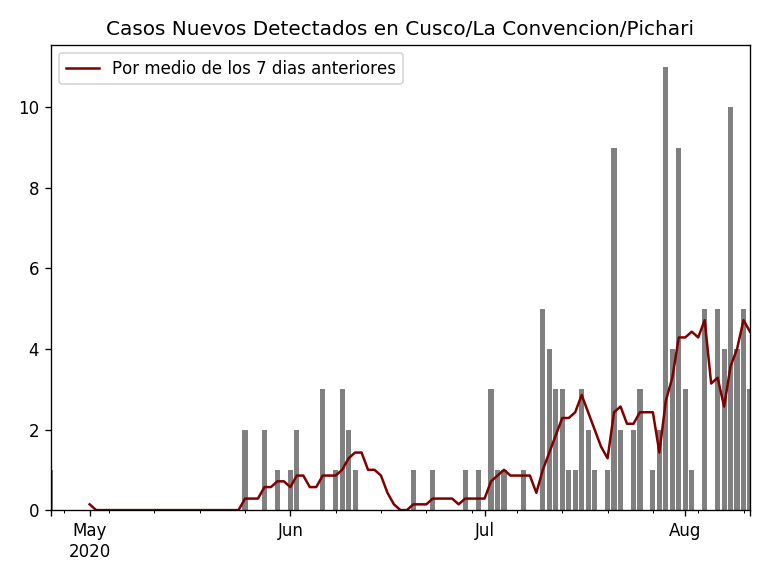 Casos Nuevos Detectados en Cusco/La Convencion/Pichari
Por medio de los 7 dias anteriores
10
8
6
4
2
0
May Jun Jul Aug
2020